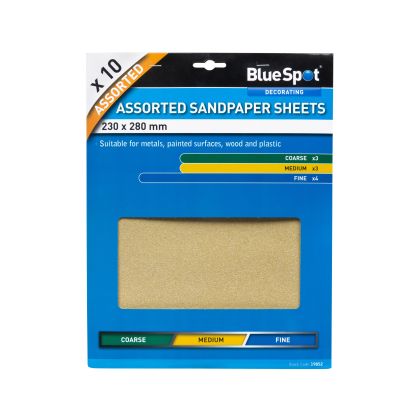 x 10
ASSORTED
BlueSpot
DECORATING
ASSORTED SANDPAPER SHEETS
230 x 280 mm
Suitable for metals, painted surfaces, wood and plastic
COARSE x3
MEDIUM x3
FINE x4
COARSE MEDIUM FINE
19852